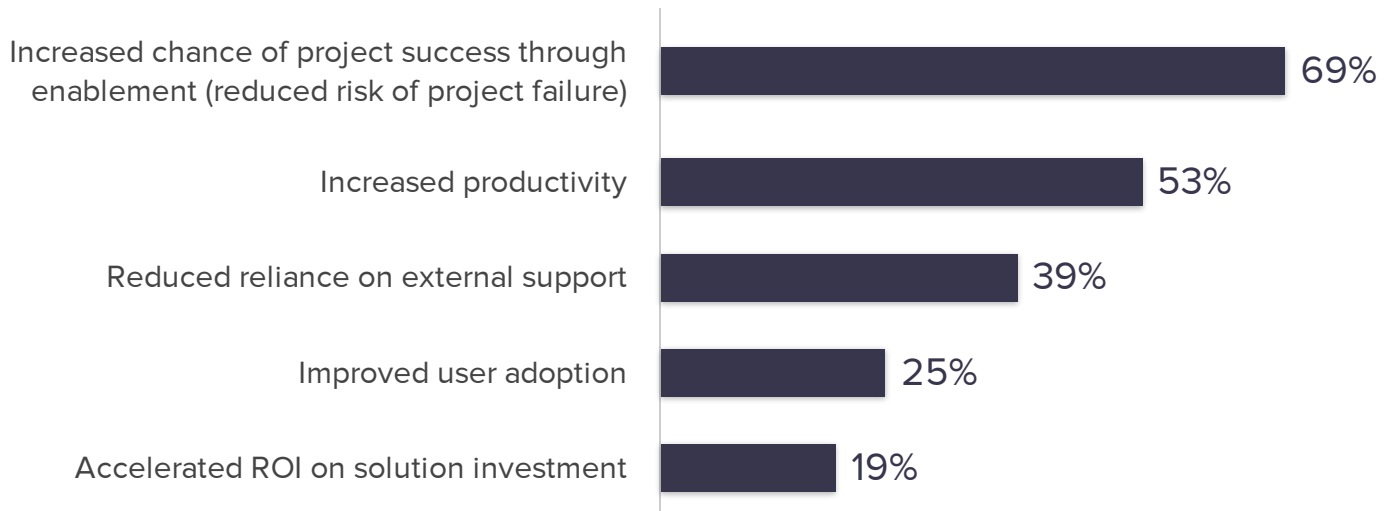 Increased chance of project success through
enablement (reduced risk of project failure)
69%
Increased productivity
53%
Reduced reliance on external support
39%
Improved user adoption
25%
Accelerated ROI on solution investment
19%